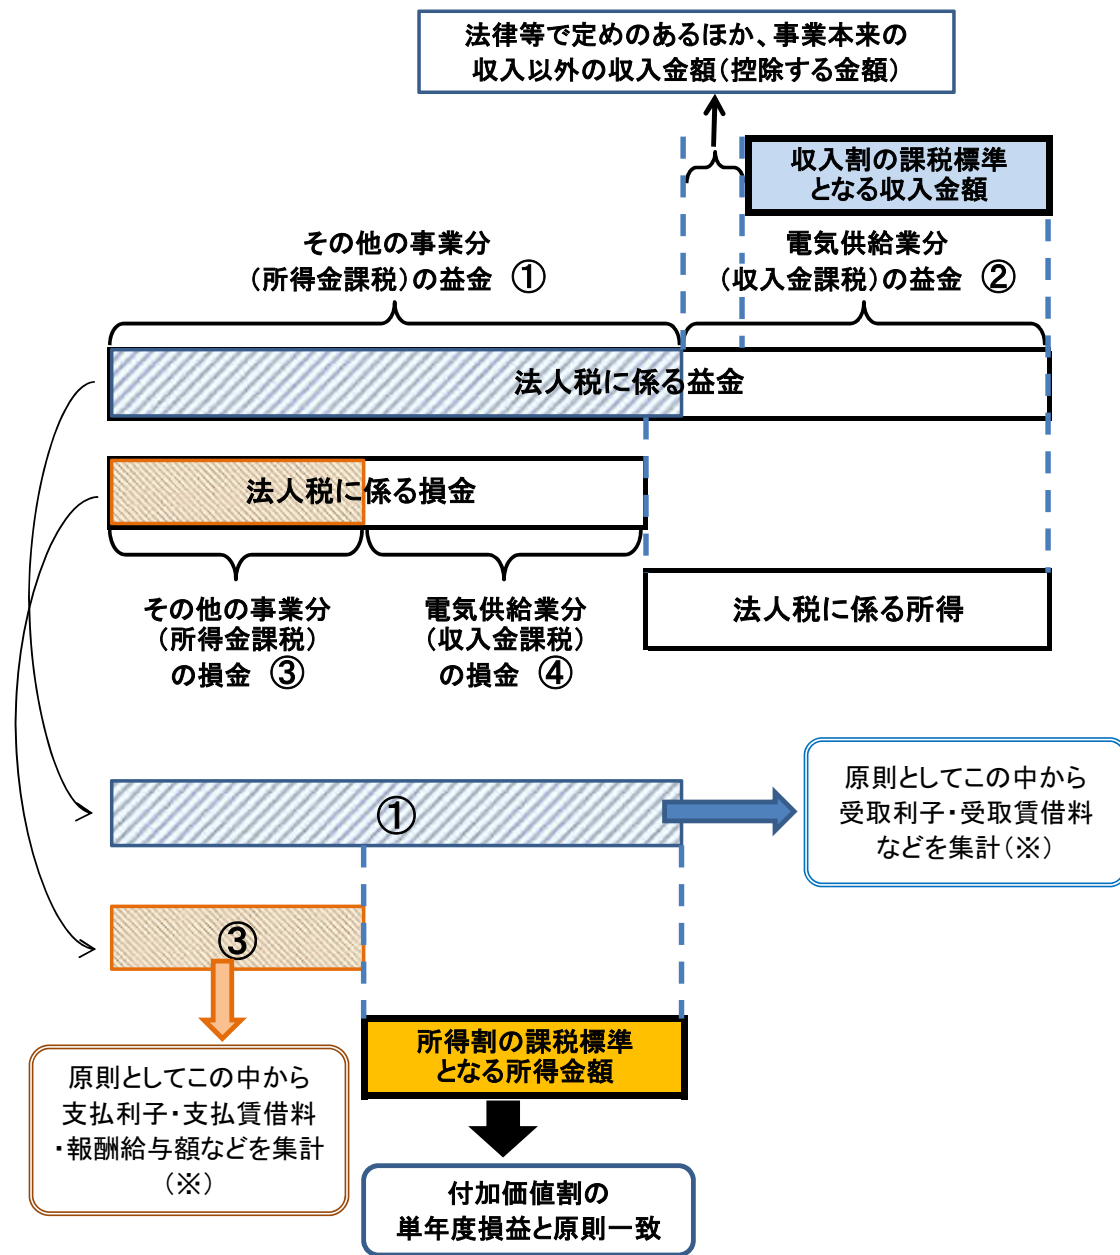 法律等で定めのあるほか、事業本来の
収入以外の収入金額(控除する金額)
収入割の課税標準
となる収入金額
その他の事業分
(所得金課税)の益金 ①
電気供給業分
(収入金課税)の益金 ②
法人税に係る益金
法人税に係る損金
その他の事業分
(所得金課税)
の損金 ③
電気供給業分
(収入金課税)
の損金 ④
法人税に係る所得
①
原則としてこの中から
受取利子・受取賃借料
などを集計(※)
③
所得割の課税標準
となる所得金額
原則としてこの中から
支払利子・支払賃借料
・報酬給与額などを集計
(※)
付加価値割の
単年度損益と原則一致